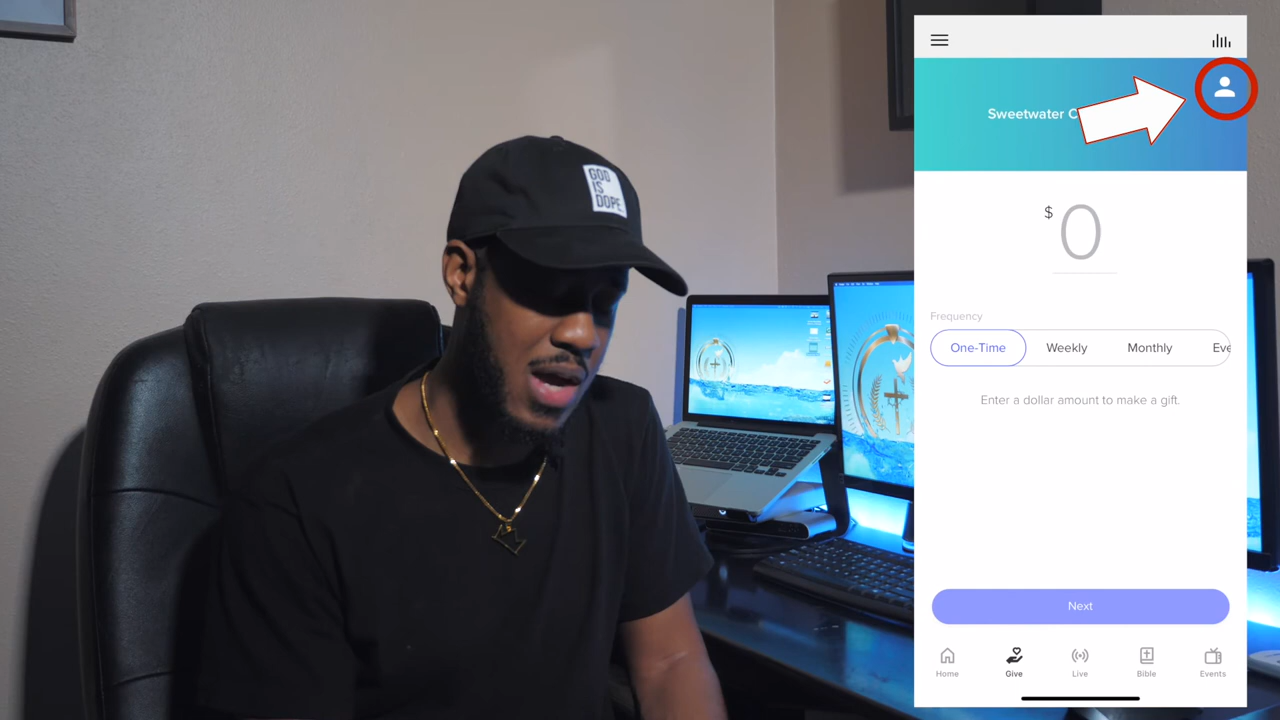 GOD
IS
DOPE.
Sweetwater
$
0
Frequency
One-Time
Weekly
Monthly
Eve
Enter a dollar amount to make a gift.
Next
Home
Give
Live
Bible
Events